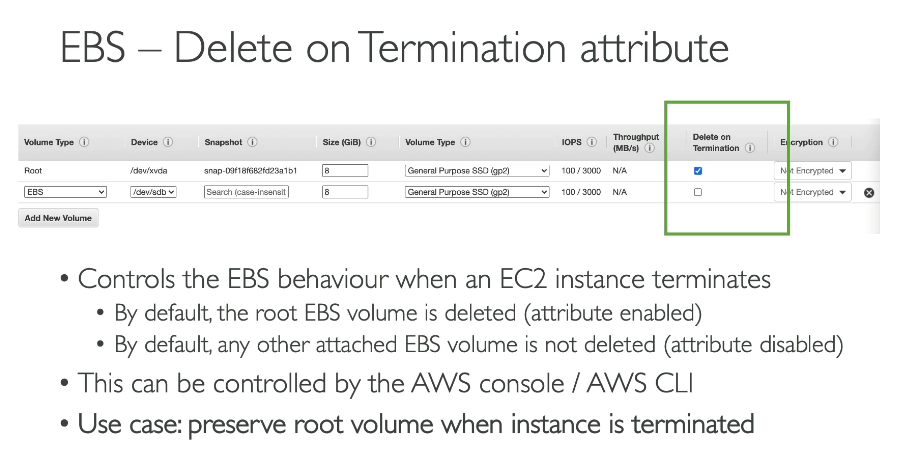 EBS – Delete on Termination attribute
Volume Type Device Snapshot Size (GiB) Volume Type IOPS Throughput (MB/s) Delete on Termination Encryption
Root /dev/xvda snap-09f18f682fd23a1b1 8 General Purpose SSD (gp2) 100 / 3000 N/A Not Encrypted
EBS /dev/sdb Search (case-insensit 8 General Purpose SSD (gp2) 100 / 3000 N/A Not Encrypted
Add New Volume
• Controls the EBS behaviour when an EC2 instance terminates
• By default, the root EBS volume is deleted (attribute enabled)
• By default, any other attached EBS volume is not deleted (attribute disabled)
• This can be controlled by the AWS console / AWS CLI
• Use case: preserve root volume when instance is terminated